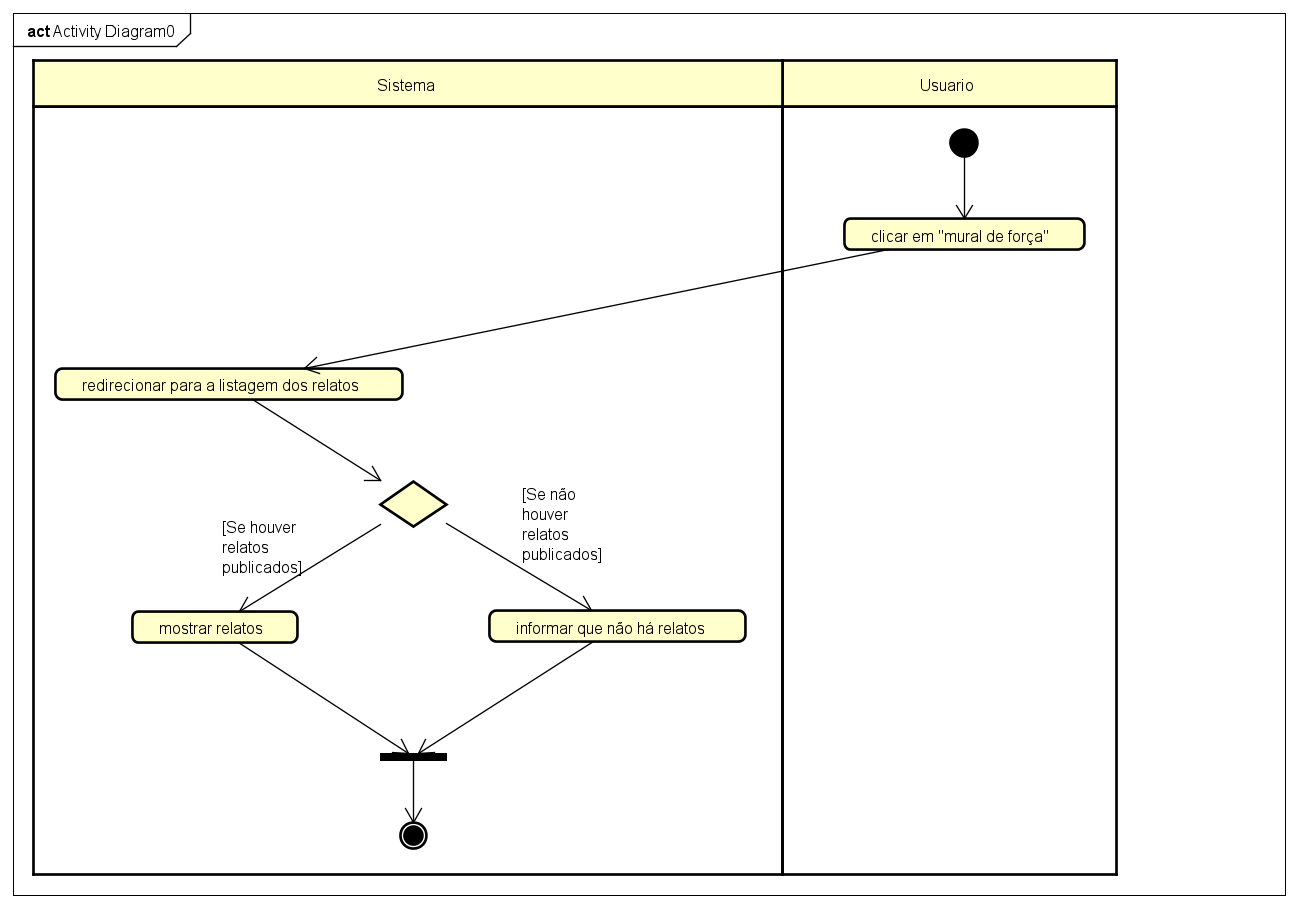 act Activity Diagram0
Sistema
Usuario
clicar em "mural de força"
redirecionar para a listagem dos relatos
[Se houver
relatos
publicados]
[Se não
houver
relatos
publicados]
mostrar relatos
informar que não há relatos